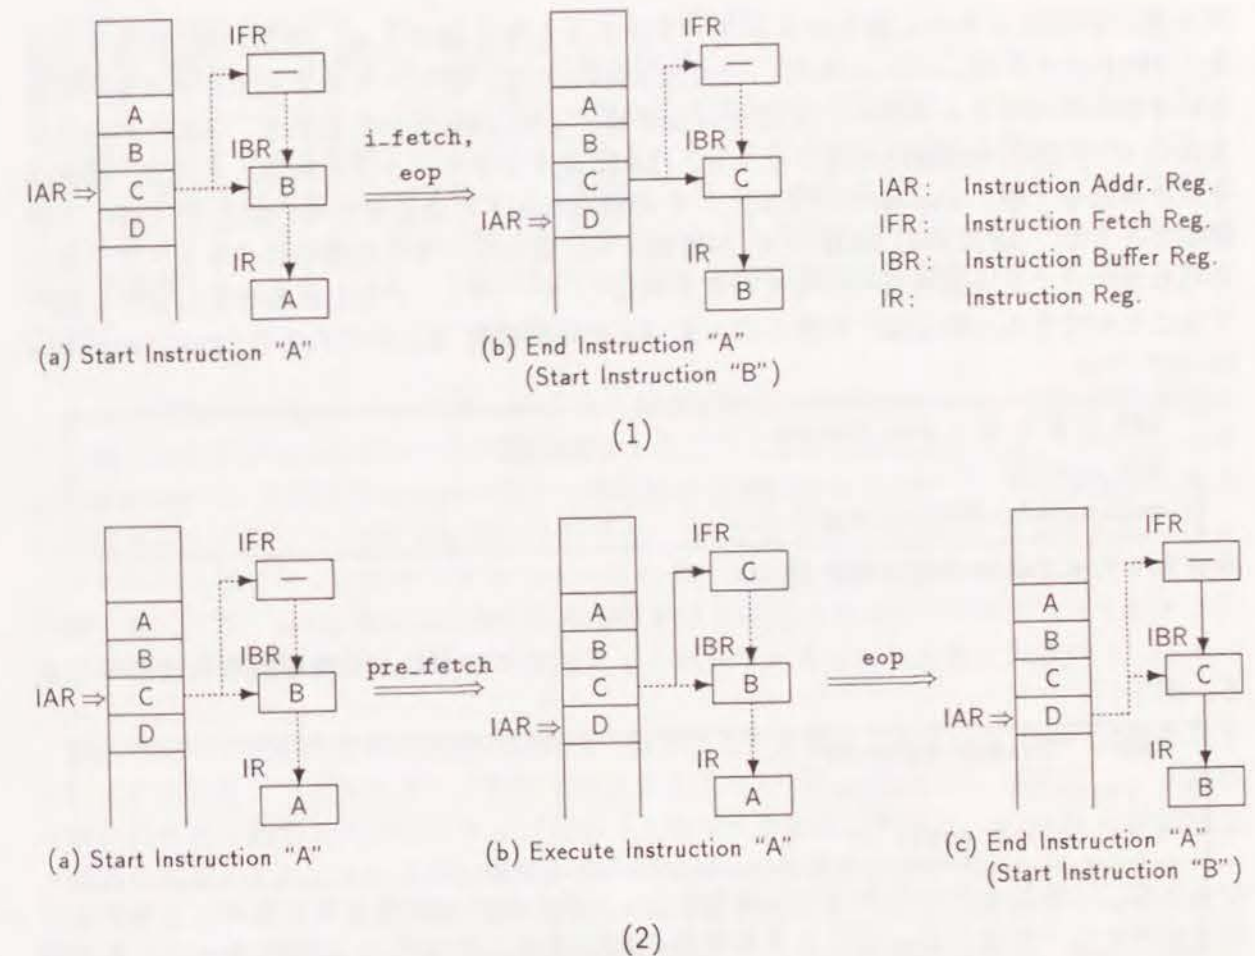 IFR
—
A
B
C
D
IAR ⇒
IBR
B
IR
A
(a) Start Instruction “A”
i_fetch,
eop
IFR
—
A
B
C
D
IAR ⇒
IBR
C
IR
B
(b) End Instruction “A”
(Start Instruction “B”)
IAR: Instruction Addr. Reg.
IFR: Instruction Fetch Reg.
IBR: Instruction Buffer Reg.
IR: Instruction Reg.
(1)
IFR
—
A
B
C
D
IAR ⇒
IBR
B
IR
A
(a) Start Instruction “A”
pre_fetch
IFR
C
A
B
C
D
IAR ⇒
IBR
B
IR
A
(b) Execute Instruction “A”
eop
IFR
—
A
B
C
D
IAR ⇒
IBR
C
IR
B
(c) End Instruction “A”
(Start Instruction “B”)
(2)